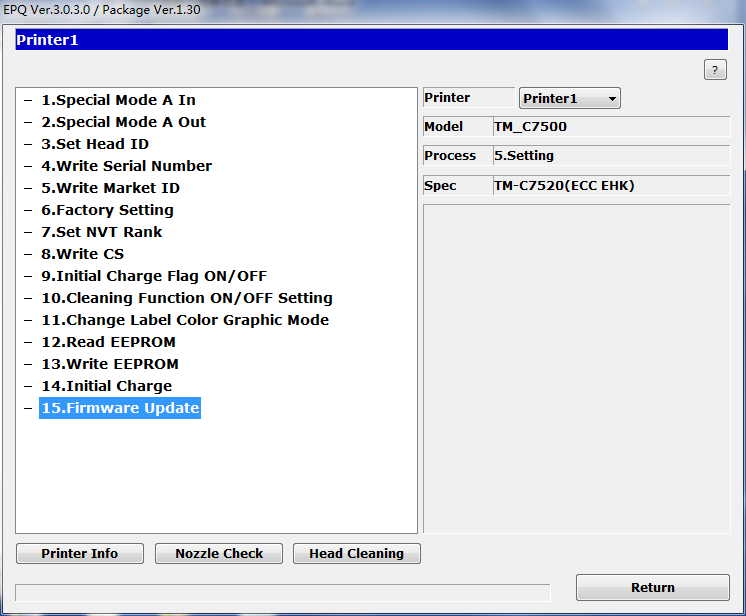 EPQ Ver.3.0.3.0 / Package Ver.1.30
Printer1
?
1.Special Mode A In
2.Special Mode A Out
3.Set Head ID
4.Write Serial Number
5.Write Market ID
6.Factory Setting
7.Set NVT Rank
8.Write CS
9.Initial Charge Flag ON/OFF
10.Cleaning Function ON/OFF Setting
11.Change Label Color Graphic Mode
12.Read EEPROM
13.Write EEPROM
14.Initial Charge
15.Firmware Update
Printer Printer1
Model TM_C7500
Process 5.Setting
Spec TM-C7520(ECC EHK)
Printer Info Nozzle Check Head Cleaning
Return